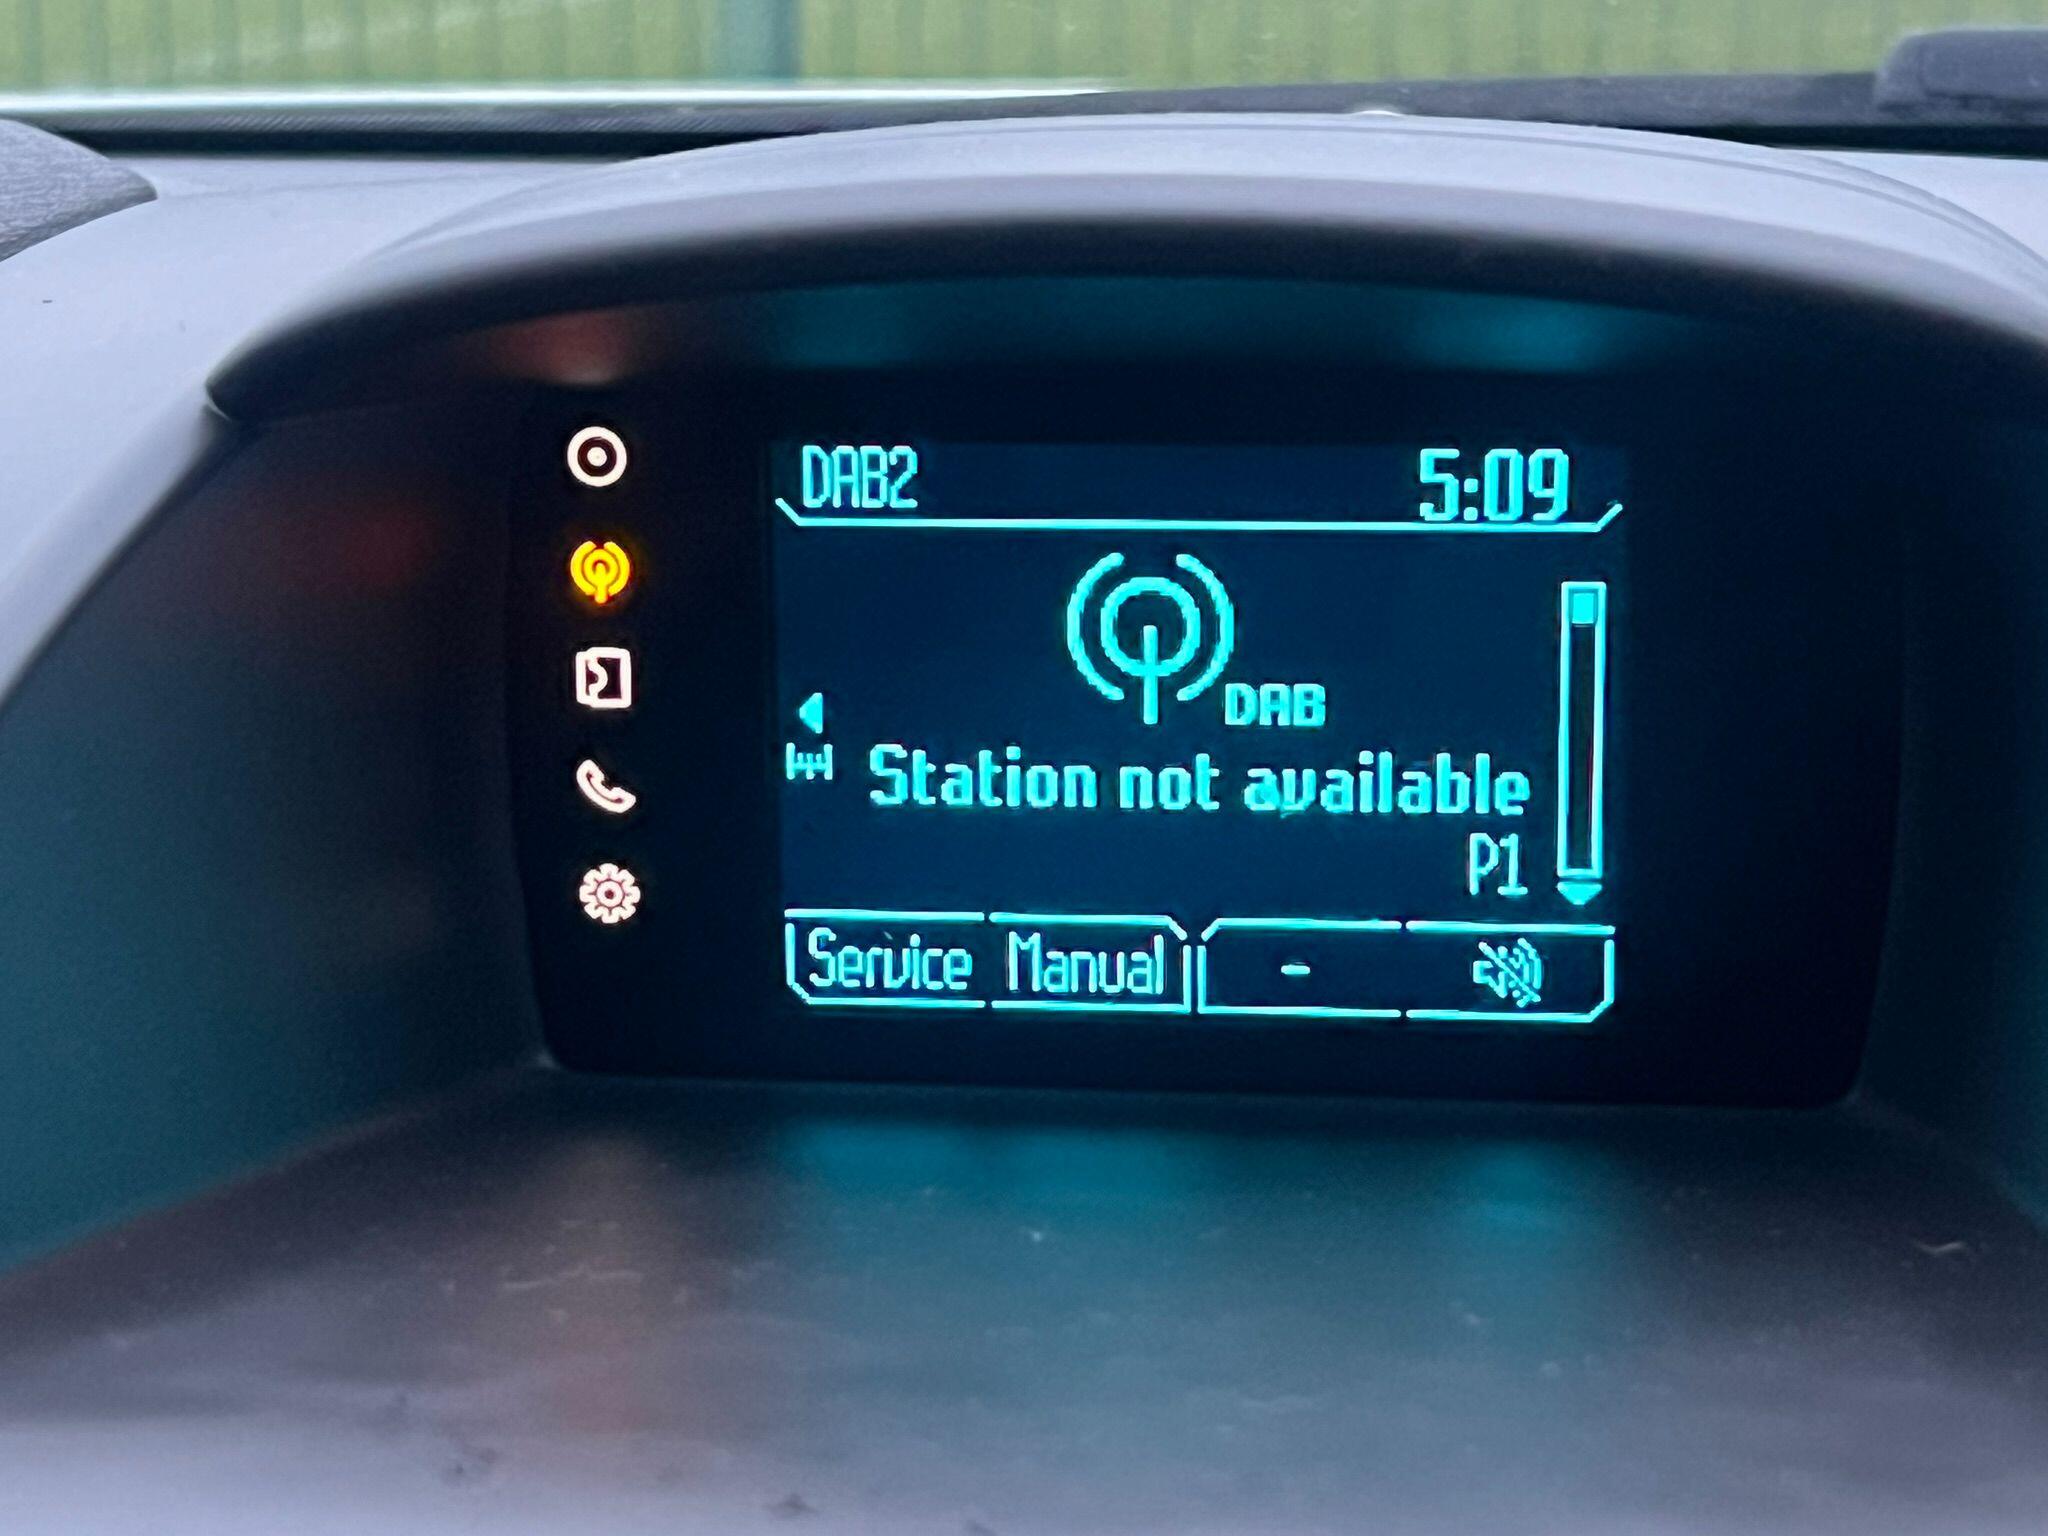 DAB2 5:09
DAB
Station not available
P1
Service Manual -